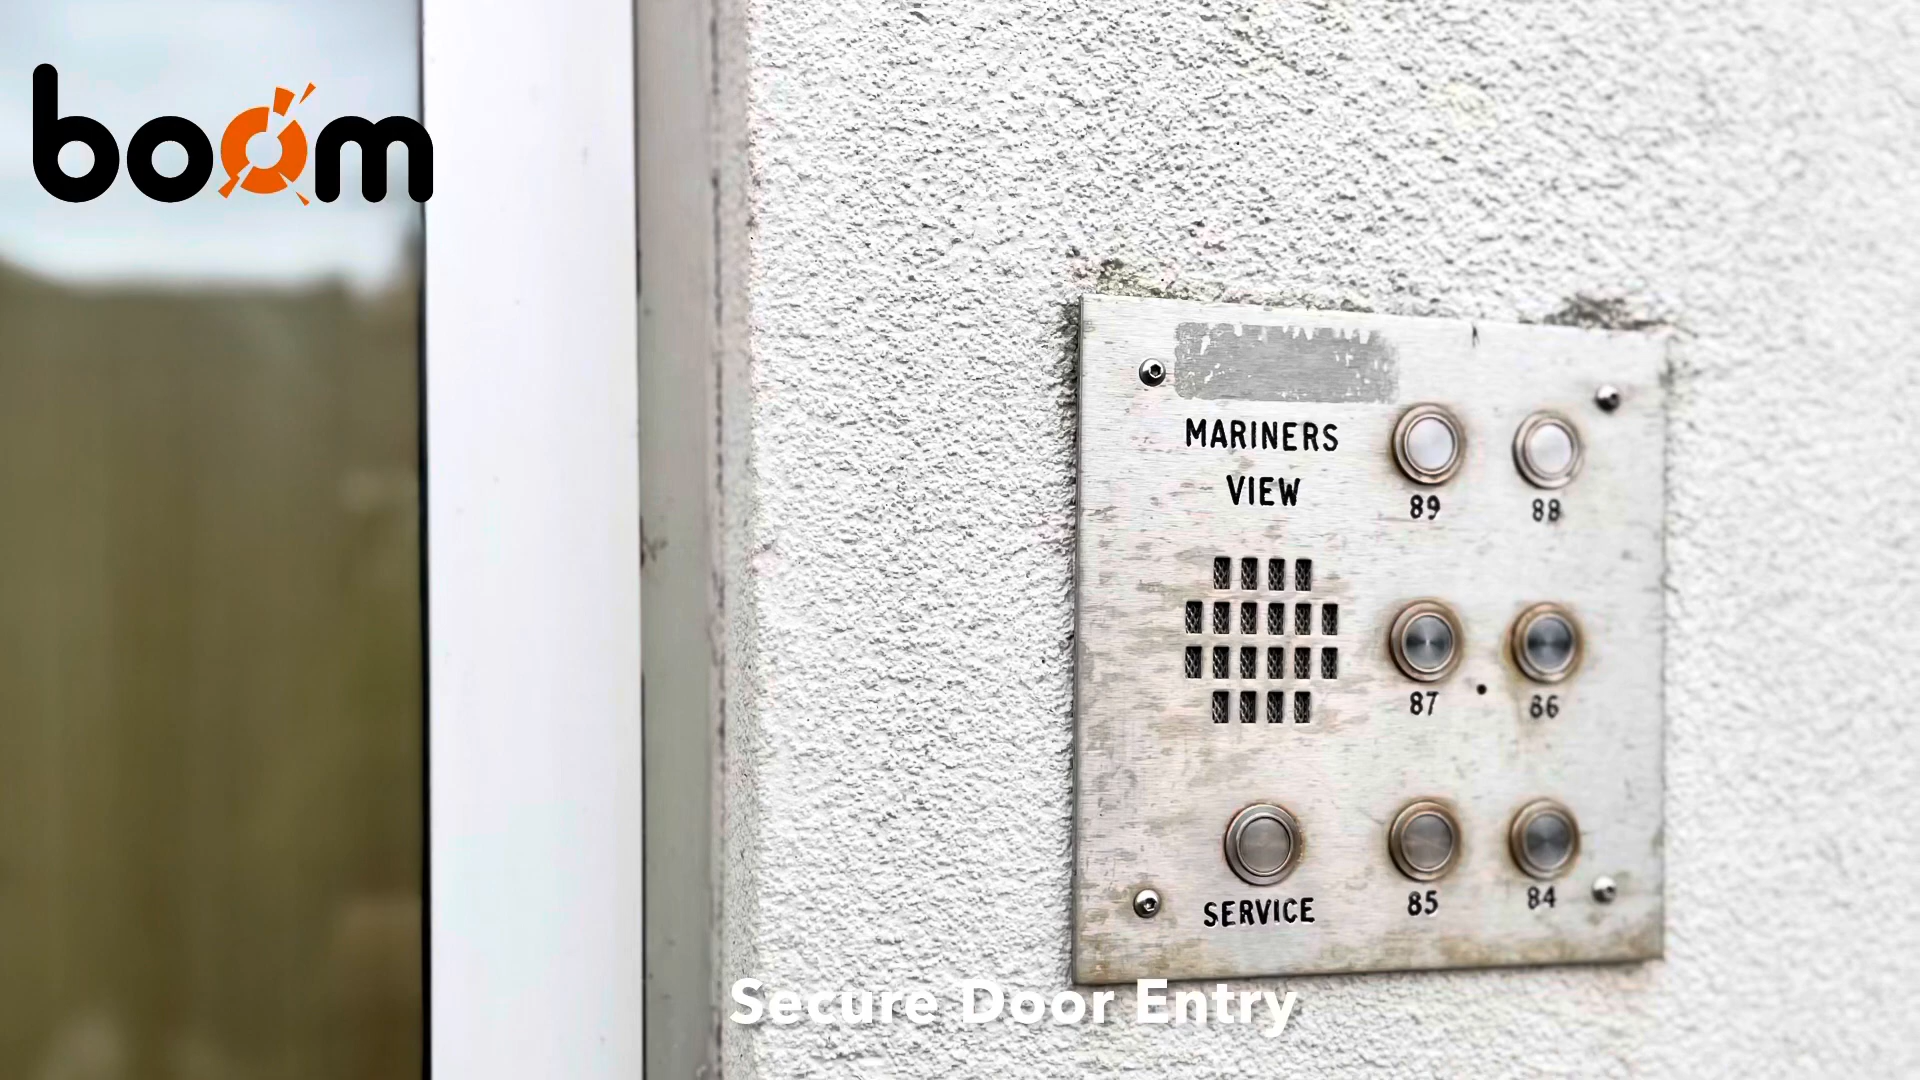 boom
MARINERS
VIEW
89 88
87 86
SERVICE 85 84
Secure Door Entry